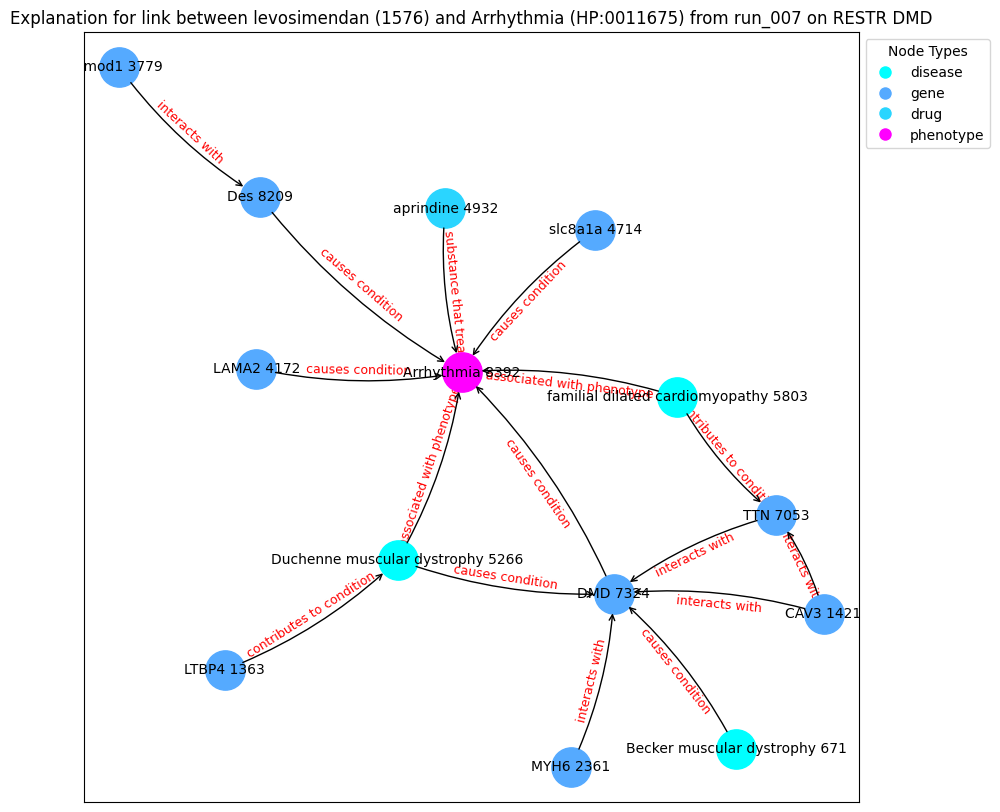 Explanation for link between levosimendan (1576) and Arrhythmia (HP:0011675) from run_007 on RESTR DMD
Node Types
disease
gene
drug
phenotype
mod1 3779
interacts with
Des 8209
aprindine 4932
slc8a1a 4714
causes condition
substance that trea
causes condition
LAMA2 4172
causes condition
Arrhythmia 8392
associated with phenotype
familial dilated cardiomyopathy 5803
ssociated with phenotype
causes condition
ntributes to condit
TTN 7053
interacts with
teracts wi
Duchenne muscular dystrophy 5266
causes condition
DMD 7324
interacts with
CAV3 1421
contributes to condition
LTBP4 1363
interacts with
causes condition
MYH6 2361
Becker muscular dystrophy 671